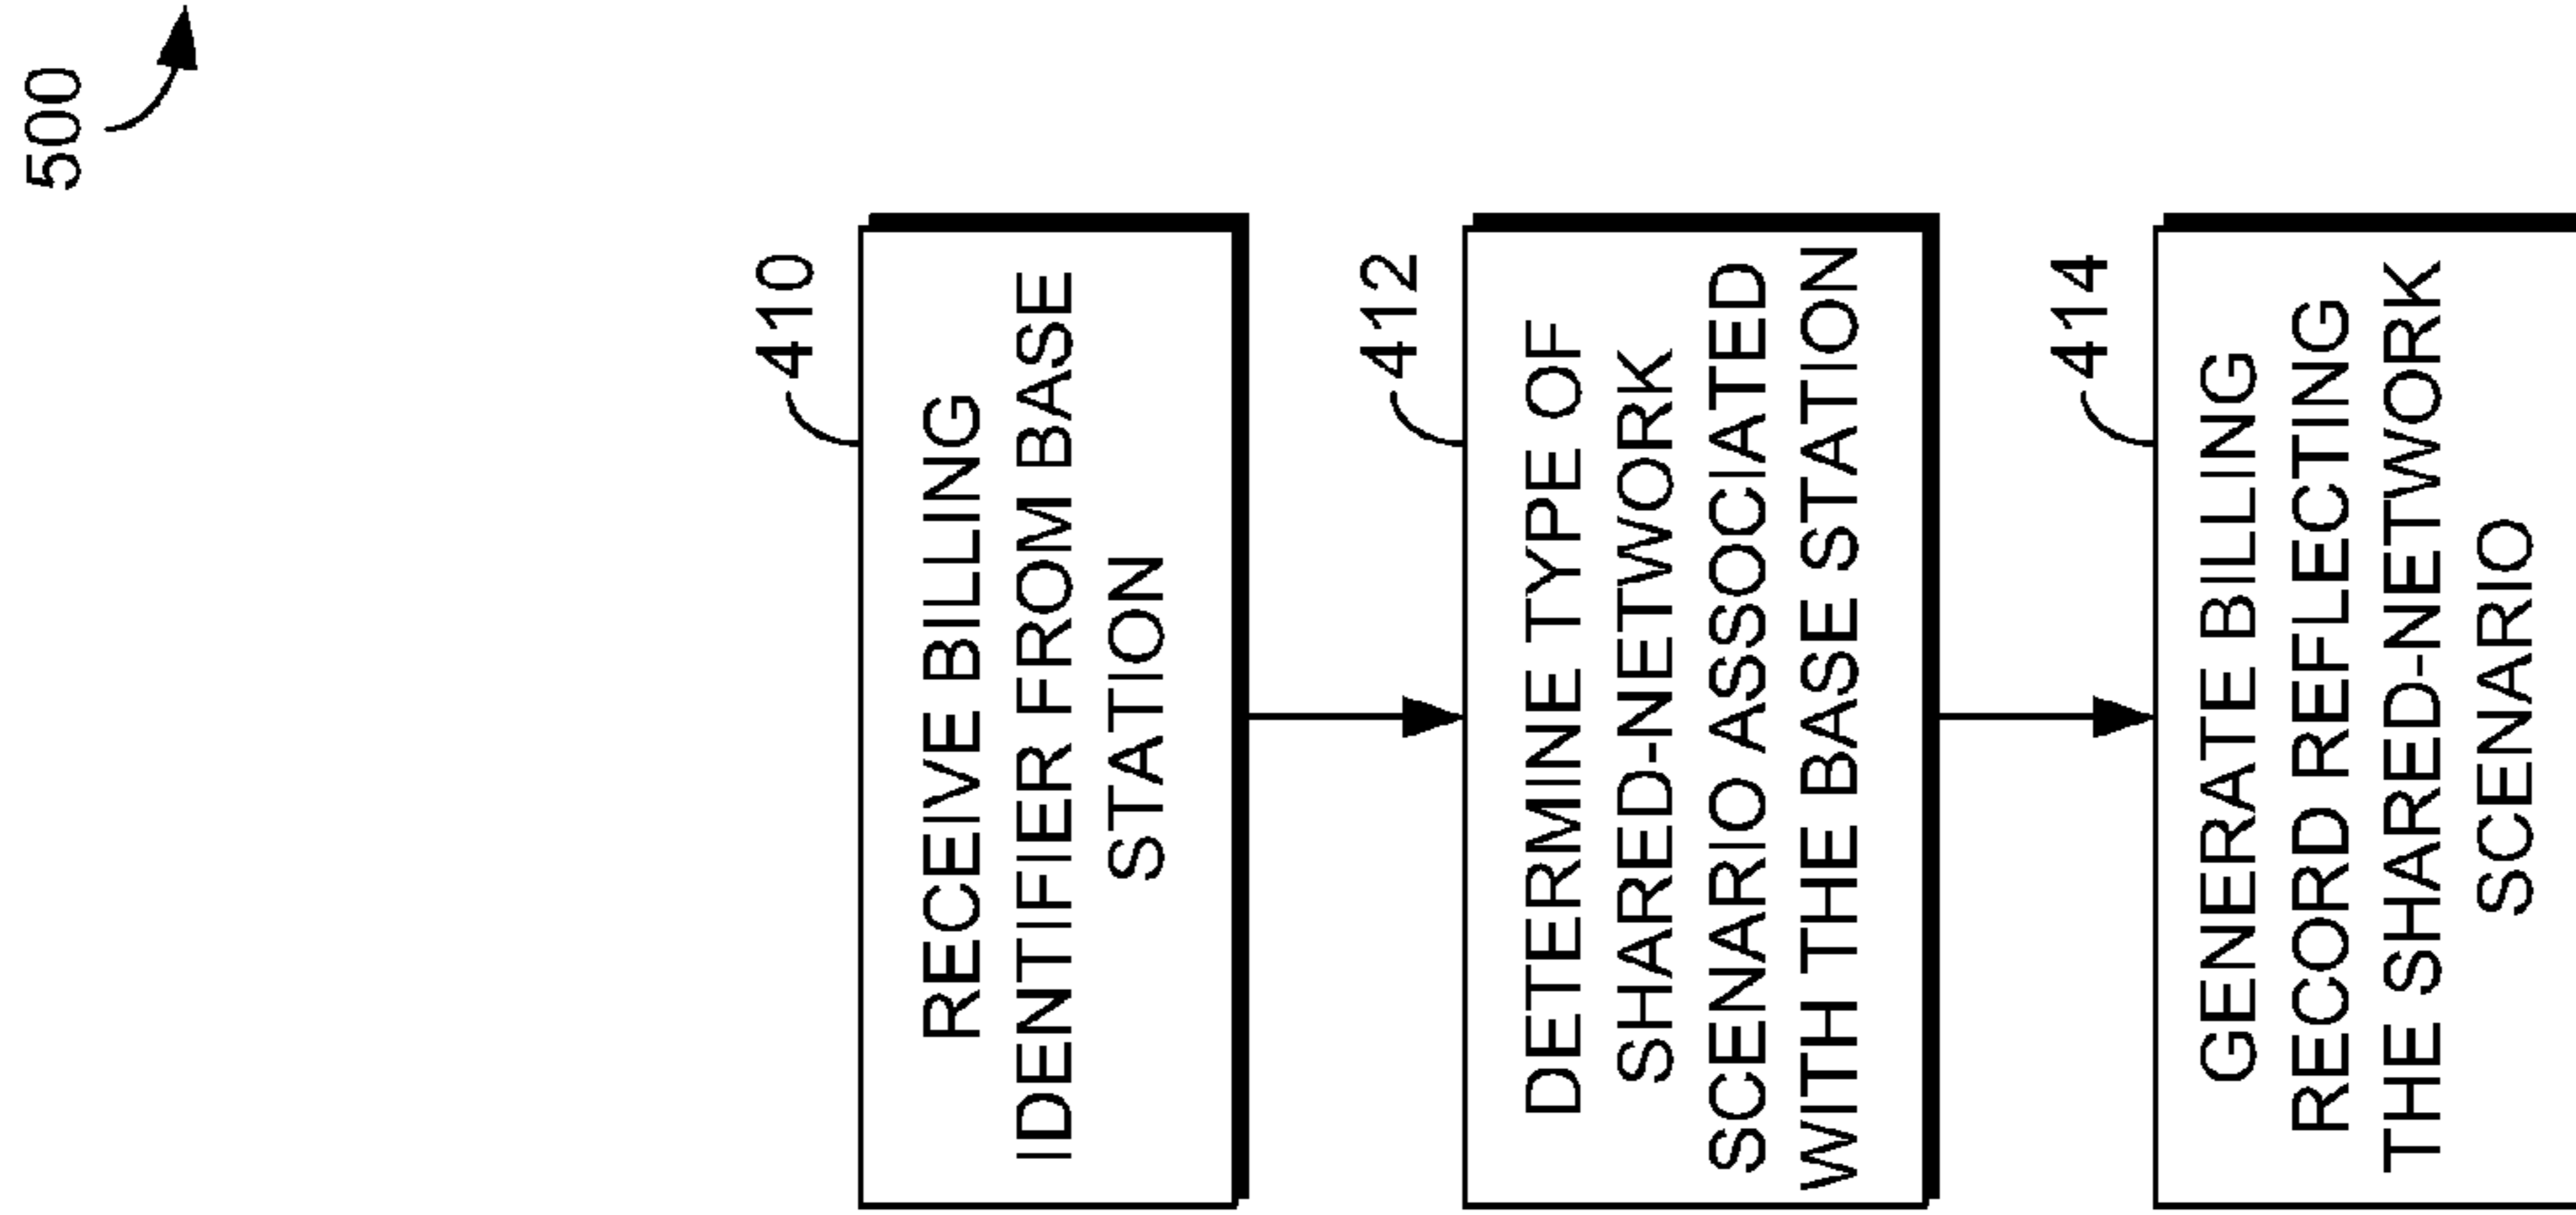 500
410
RECEIVE BILLING
IDENTIFIER FROM BASE
STATION
412
DETERMINE TYPE OF
SHARED-NETWORK
SCENARIO ASSOCIATED
WITH THE BASE STATION
414
GENERATE BILLING
RECORD REFLECTING
THE SHARED-NETWORK
SCENARIO